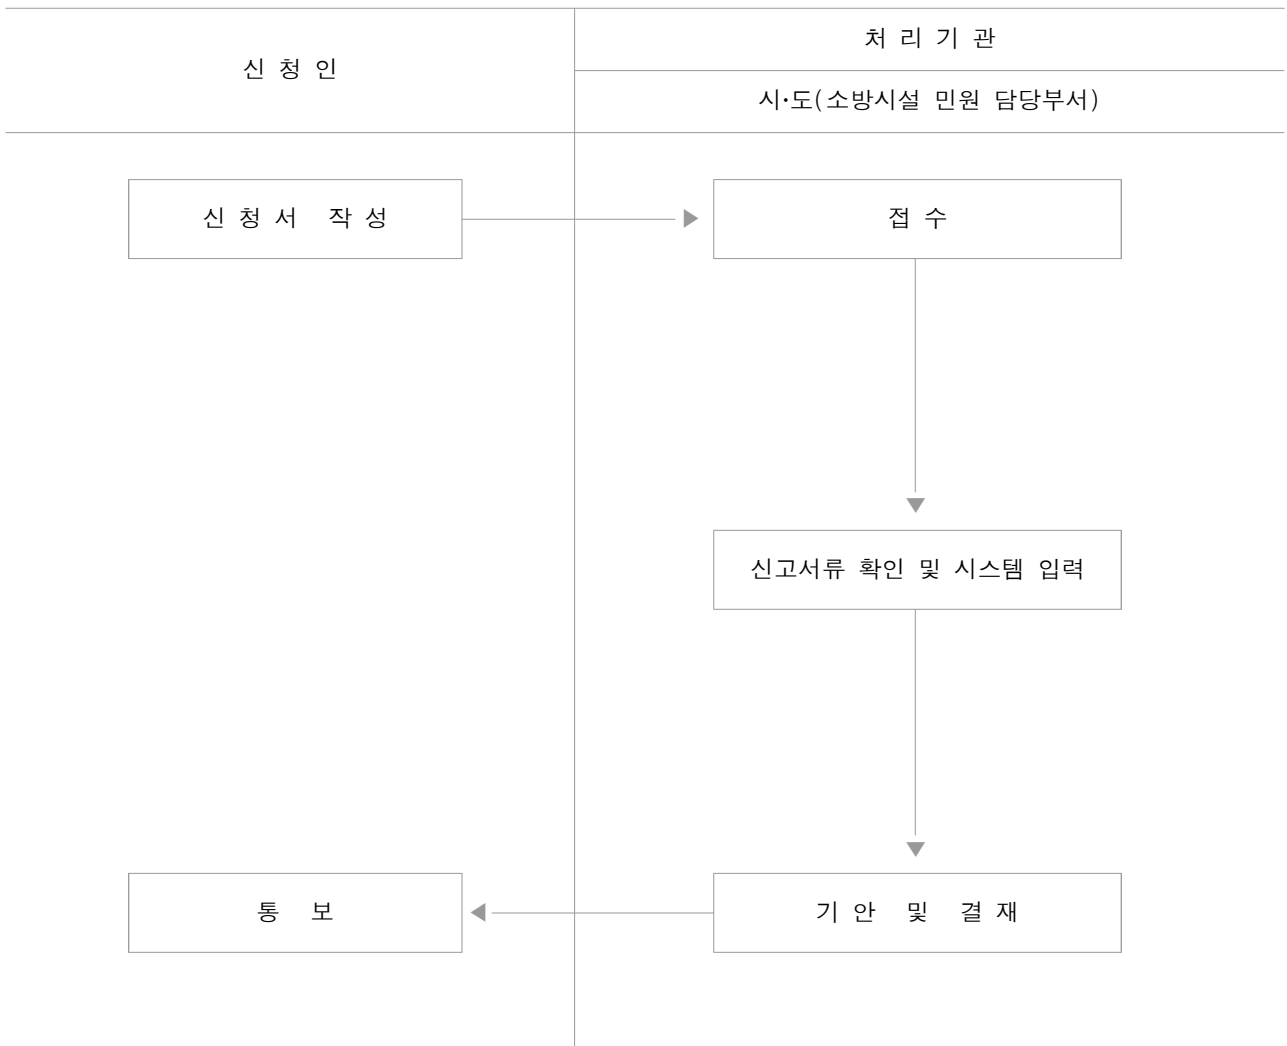 신 청 인
처 리 기 관
시·도(소방시설 민원 담당부서)
신 청 서 작 성
접 수
신고서류 확인 및 시스템 입력
통 보
기 안 및 결 재